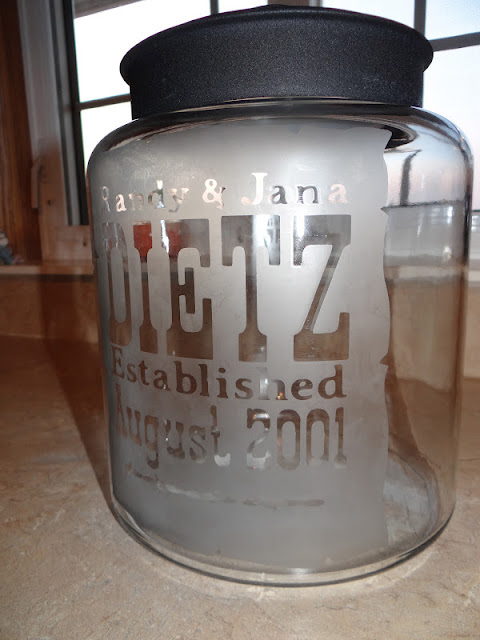 Randy & Jana
DIETZ
Established
August 2001